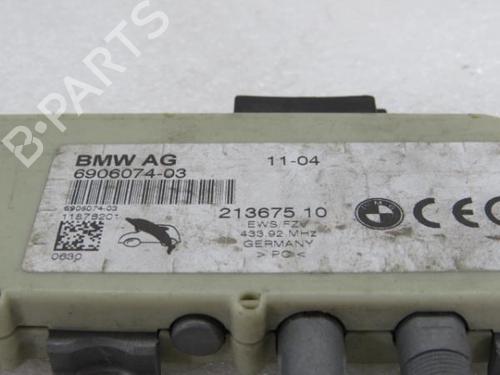 BMW AG
11-04
6906074-03
6906074-03
11878201
213675 10
EWS/FZV
433.92 MHz
GERMANY
> PC <
0630
CE
B-PARTS